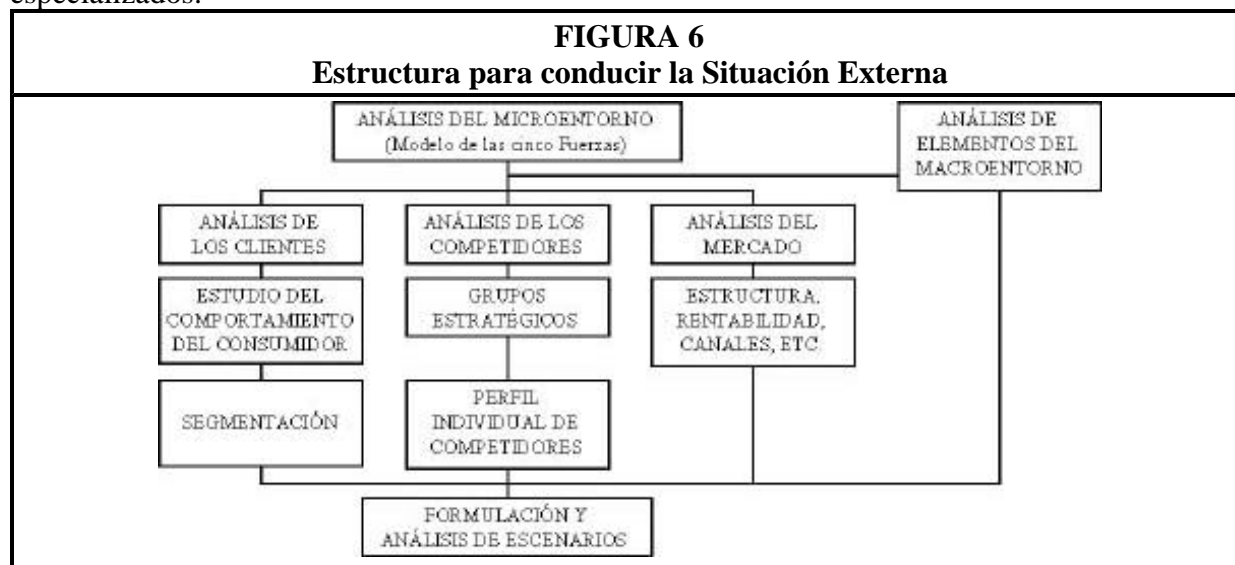 especializados.
FIGURA 6
Estructura para conducir la Situación Externa
ANÁLISIS DEL MICROENTORNO
(Modelo de las cinco Fuerzas)
ANÁLISIS DE
ELEMENTOS DEL
MACROENTORNO
ANÁLISIS DE
LOS CLIENTES
ANÁLISIS DE LOS
COMPETIDORES
ANÁLISIS DEL
MERCADO
ESTUDIO DEL
COMPORTAMIENTO
DEL CONSUMIDOR
GRUPOS
ESTRATÉGICOS
ESTRUCTURA,
RENTABILIDAD,
CANALES, ETC
SEGMENTACIÓN
PERFIL
INDIVIDUAL DE
COMPETIDORES
FORMULACIÓN Y
ANÁLISIS DE ESCENARIOS